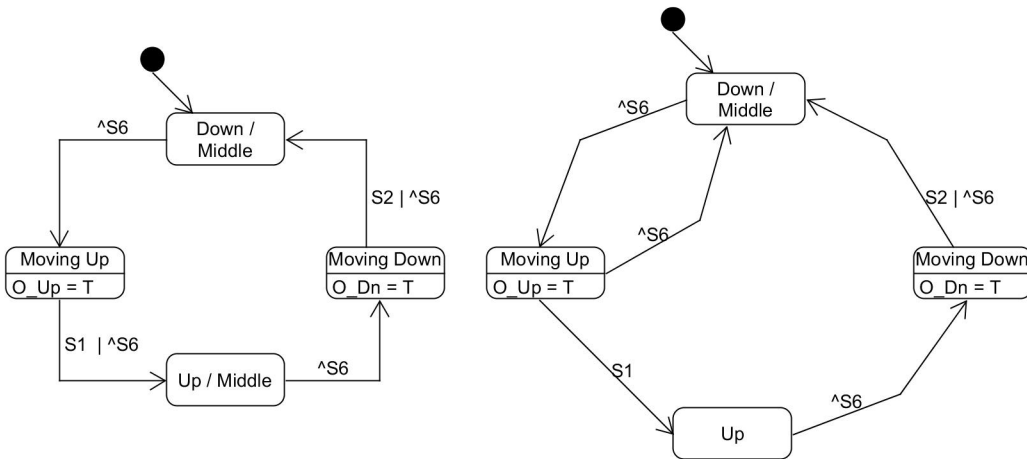 Down /
Middle
^S6
S2 | ^S6
Moving Up
O_Up = T
Moving Down
O_Dn = T
S1 | ^S6
Up / Middle
^S6
Down /
Middle
^S6
^S6
S2 | ^S6
Moving Up
O_Up = T
Moving Down
O_Dn = T
S1
^S6
Up